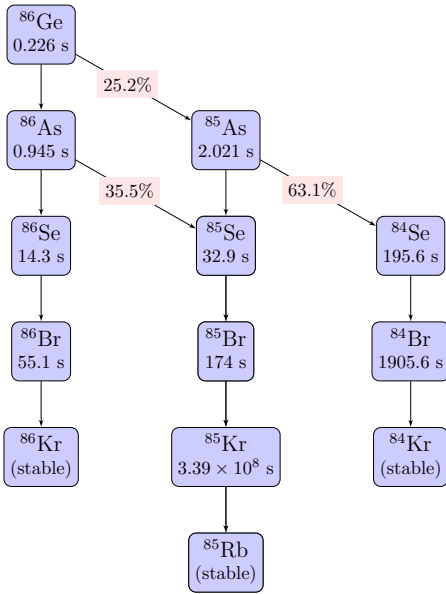 ⁸⁶Ge
0.226 s
25.2%
⁸⁶As
0.945 s
⁸⁵As
2.021 s
35.5%
63.1%
⁸⁶Se
14.3 s
⁸⁵Se
32.9 s
⁸⁴Se
195.6 s
⁸⁶Br
55.1 s
⁸⁵Br
174 s
⁸⁴Br
1905.6 s
⁸⁶Kr
(stable)
⁸⁵Kr
3.39 × 10⁸ s
⁸⁴Kr
(stable)
⁸⁵Rb
(stable)